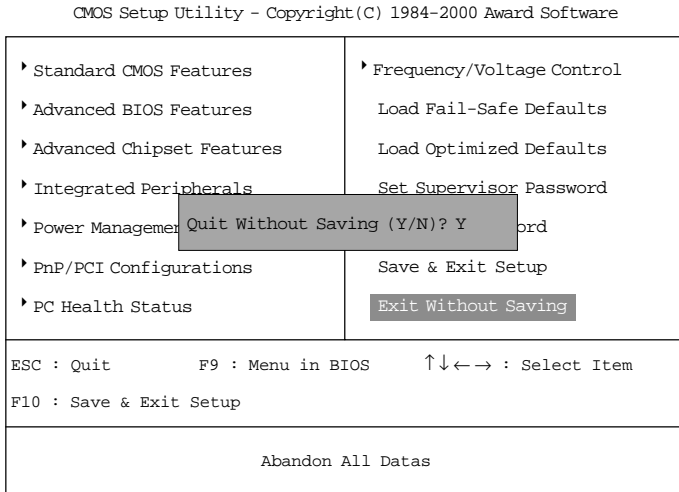 CMOS Setup Utility - Copyright(C) 1984-2000 Award Software
Standard CMOS Features
Advanced BIOS Features
Advanced Chipset Features
Integrated Peripherals
Power
PnP/PCI Configurations
PC Health Status
Frequency/Voltage Control
Load Fail-Safe Defaults
Load Optimized Defaults
Set Supervisor Password
Save & Exit Setup
Exit Without Saving
Quit Without Saving (Y/N)? Y
ESC : Quit F9 : Menu in BIOS ↑↓←→ : Select Item
F10 : Save & Exit Setup
Abandon All Datas